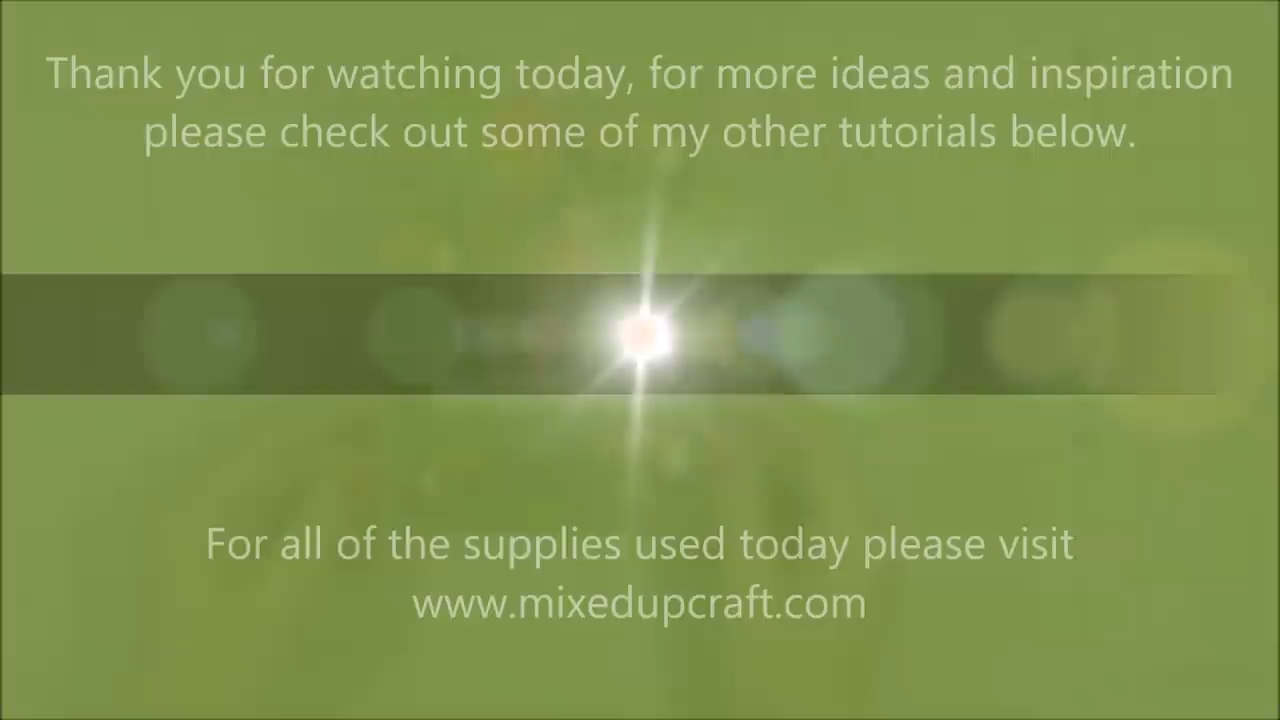 Thank you for watching today, for more ideas and inspiration
please check out some of my other tutorials below.
For all of the supplies used today please visit
www.mixedupcraft.com